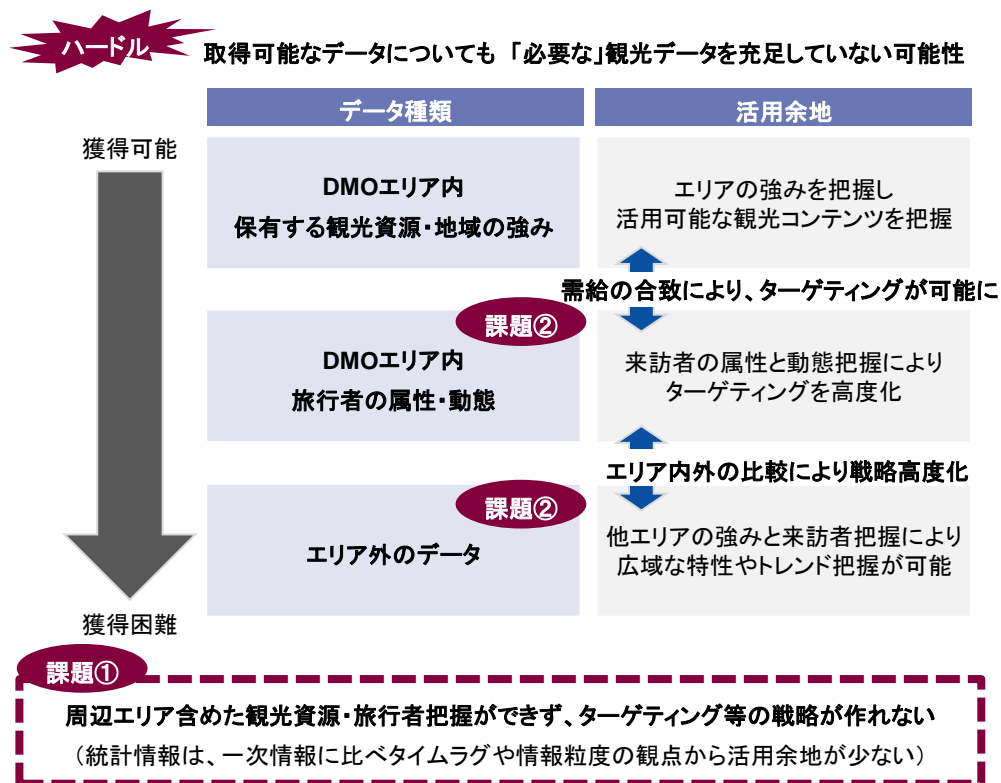 ハードル
取得可能なデータについても「必要な」観光データを充足していない可能性
データ種類
活用余地
獲得可能
DMOエリア内
保有する観光資源・地域の強み
エリアの強みを把握し
活用可能な観光コンテンツを把握
需給の合致により、ターゲティングが可能に
課題②
DMOエリア内
旅行者の属性・動態
来訪者の属性と動態把握により
ターゲティングを高度化
エリア内外の比較により戦略高度化
課題②
エリア外のデータ
他エリアの強みと来訪者把握により
広域な特性やトレンド把握が可能
獲得困難
課題①
周辺エリア含めた観光資源・旅行者把握ができず、ターゲティング等の戦略が作れない
（統計情報は、一次情報に比べタイムラグや情報粒度の観点から活用余地が少ない）